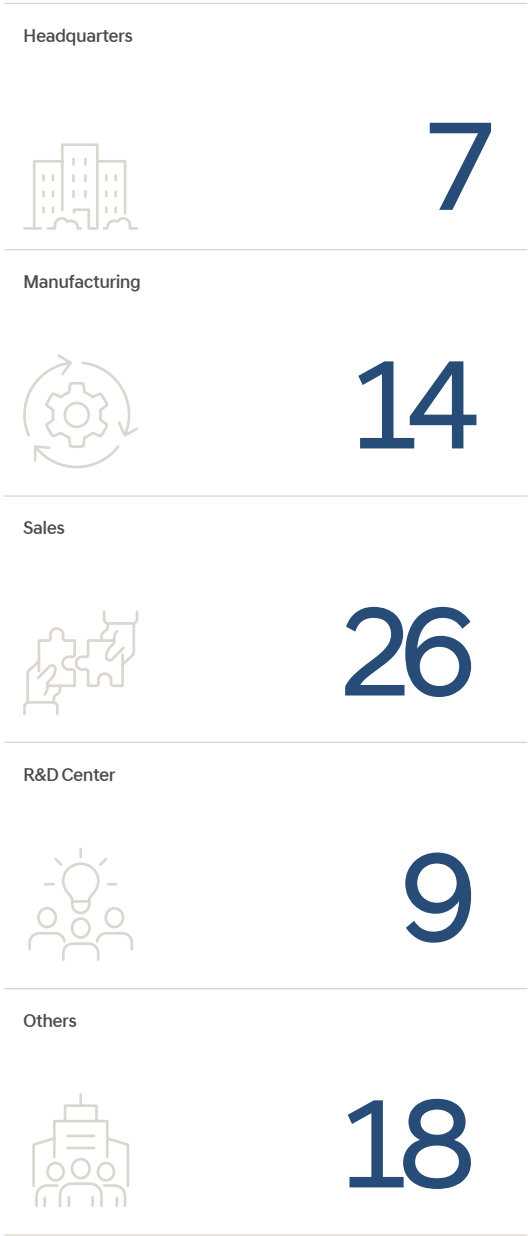 Headquarters
7
Manufacturing
14
Sales
26
R&D Center
9
Others
18